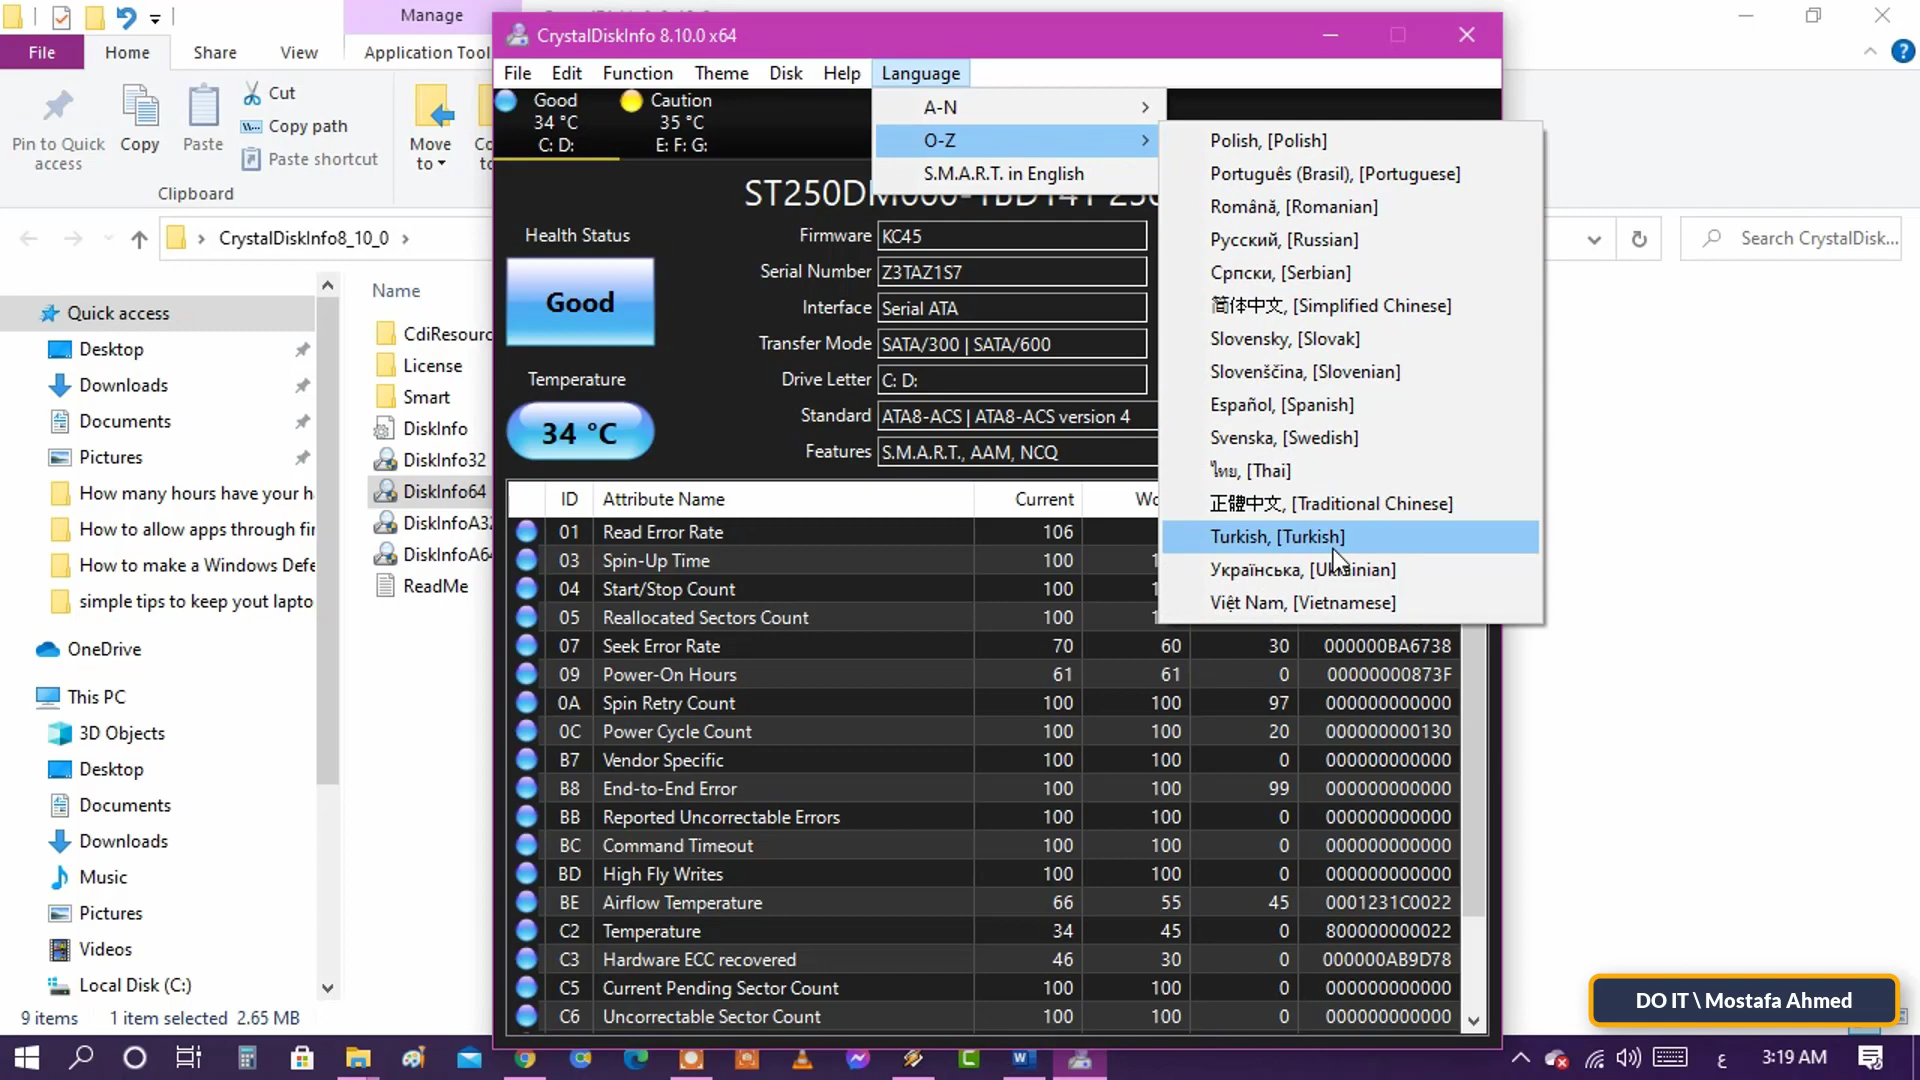 Manage
File
Home
Share
View
Application Tool
Pin to Quick access
Copy
Paste
Cut
Copy path
Paste shortcut
Move to
Clipboard
CrystalDiskInfo8_10_0
Search CrystalDisk...
Quick access
Desktop
Downloads
Documents
Pictures
How many hours have your h
How to allow apps through fir
How to make a Windows Defe
simple tips to keep yout lapto
OneDrive
This PC
3D Objects
Desktop
Documents
Downloads
Music
Pictures
Videos
Local Disk (C:)
Name
CdiResourc
License
Smart
DiskInfo
DiskInfo32
DiskInfo64
DiskInfoA32
DiskInfoA64
ReadMe
9 items 1 item selected 2.65 MB
CrystalDiskInfo 8.10.0 x64
File Edit Function Theme Disk Help Language
Good
34 °C
C: D:
Caution
35 °C
E: F: G:
A-N
O-Z
S.M.A.R.T. in English
Polish, [Polish]
Português (Brasil), [Portuguese]
Română, [Romanian]
Русский, [Russian]
Српски, [Serbian]
简体中文, [Simplified Chinese]
Slovensky, [Slovak]
Slovenščina, [Slovenian]
Español, [Spanish]
Svenska, [Swedish]
ไทย, [Thai]
正體中文, [Traditional Chinese]
Turkish, [Turkish]
Українська, [Ukrainian]
Việt Nam, [Vietnamese]
Health Status
Good
Temperature
34 °C
Firmware KC45
Serial Number Z3TAZ1S7
Interface Serial ATA
Transfer Mode SATA/300 | SATA/600
Drive Letter C: D:
Standard ATA8-ACS | ATA8-ACS version 4
Features S.M.A.R.T., AAM, NCQ
ID Attribute Name Current Wo
01 Read Error Rate 106
03 Spin-Up Time 100
04 Start/Stop Count 100
05 Reallocated Sectors Count 100
07 Seek Error Rate 70 60 30 000000BA6738
09 Power-On Hours 61 61 0 00000000873F
0A Spin Retry Count 100 100 97 000000000000
0C Power Cycle Count 100 100 20 000000000130
B7 Vendor Specific 100 100 0 000000000000
B8 End-to-End Error 100 100 99 000000000000
BB Reported Uncorrectable Errors 100 100 0 000000000000
BC Command Timeout 100 100 0 000000000000
BD High Fly Writes 100 100 0 000000000000
BE Airflow Temperature 66 55 45 0001231C0022
C2 Temperature 34 45 0 800000000022
C3 Hardware ECC recovered 46 30 0 000000AB9D78
C5 Current Pending Sector Count 100 100 0 000000000000
C6 Uncorrectable Sector Count 100 100 0 000000000000
DO IT \ Mostafa Ahmed
ع
3:19 AM